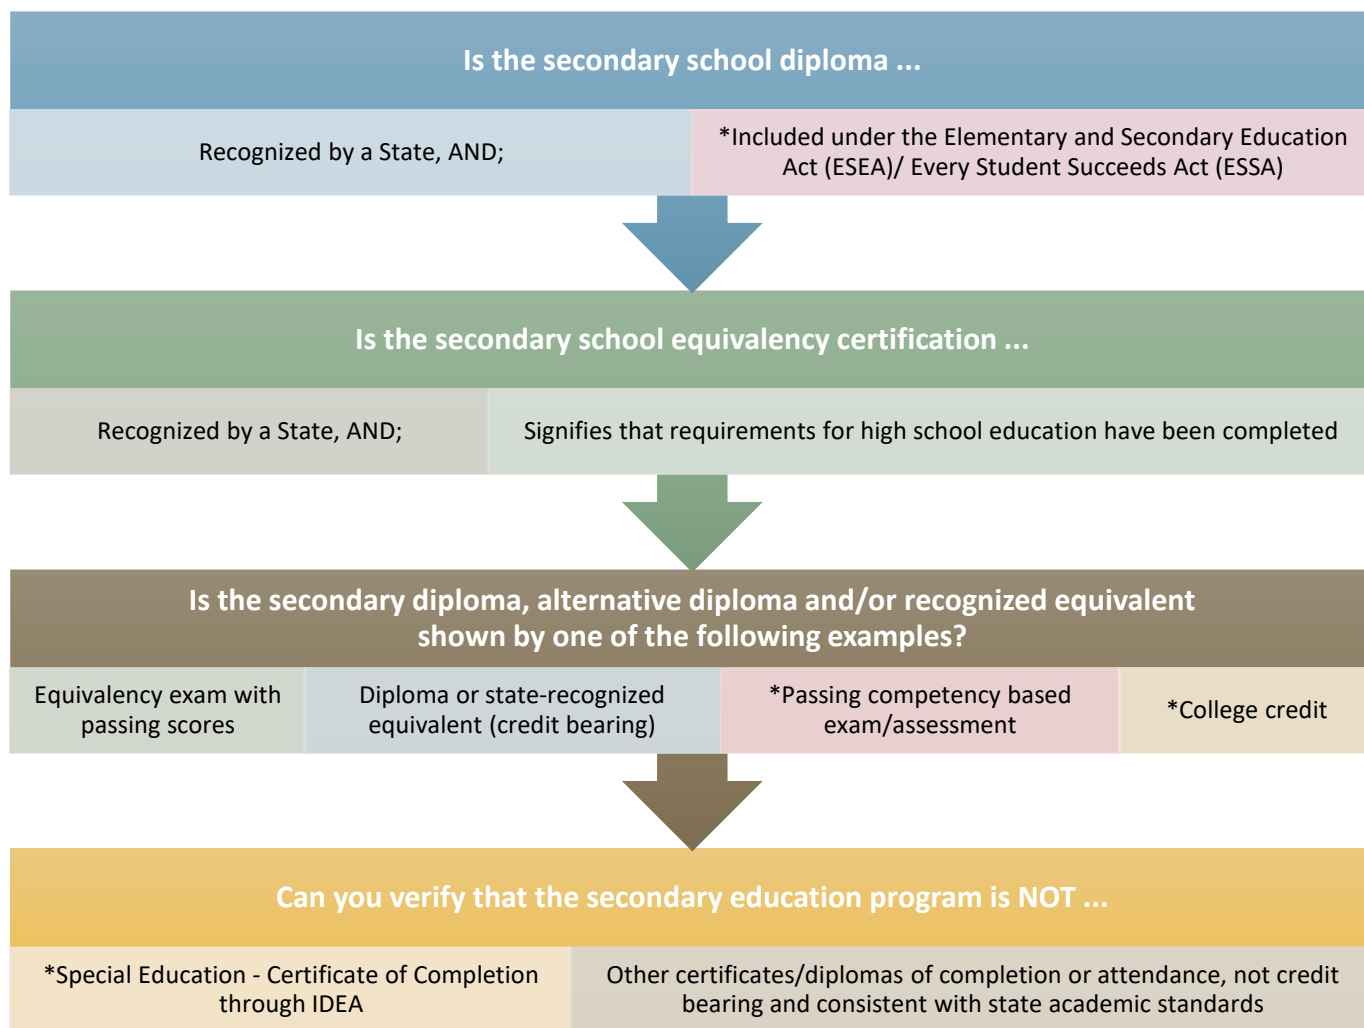 Is the secondary school diploma ...
Recognized by a State, AND;
*Included under the Elementary and Secondary Education
Act (ESEA)/ Every Student Succeeds Act (ESSA)
Is the secondary school equivalency certification ...
Recognized by a State, AND;
Signifies that requirements for high school education have been completed
Is the secondary diploma, alternative diploma and/or recognized equivalent
shown by one of the following examples?
Equivalency exam with
passing scores
Diploma or state-recognized
equivalent (credit bearing)
*Passing competency based
exam/assessment
*College credit
Can you verify that the secondary education program is NOT ...
*Special Education - Certificate of Completion
through IDEA
Other certificates/diplomas of completion or attendance, not credit
bearing and consistent with state academic standards